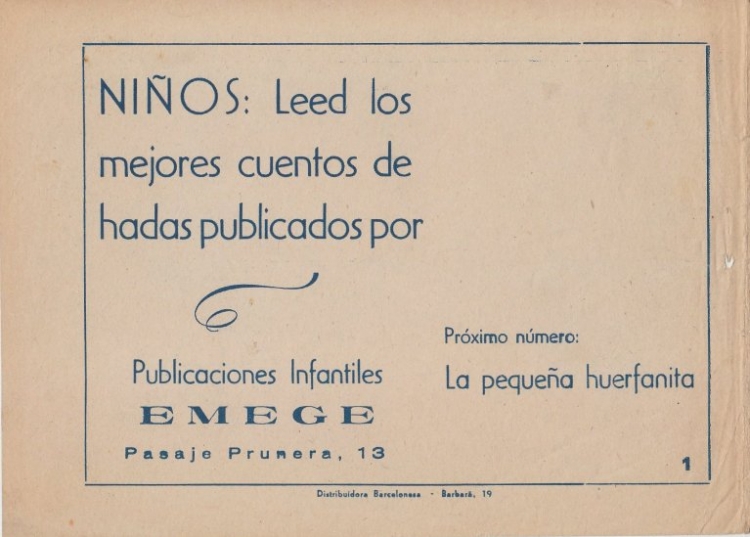 NIÑOS: Leed los
mejores cuentos de
hadas publicados por
Publicaciones Infantiles
EMEGE
Pasaje Prunera, 13
Próximo número:
La pequeña huerfanita
1
Distribuidora Barcelonesa - Barbará, 19